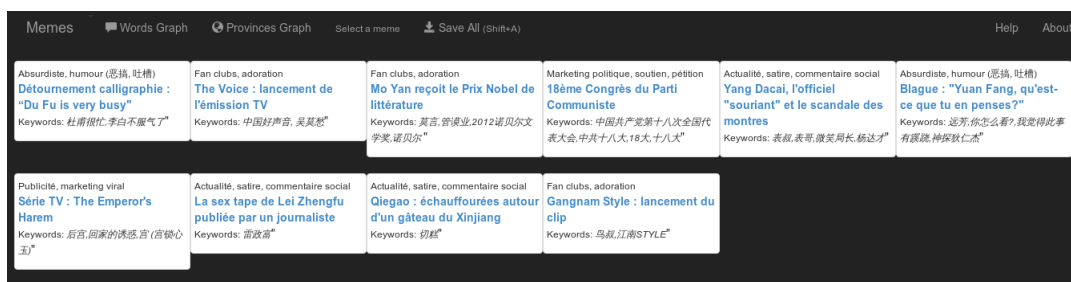 Memes Words Graph Provinces Graph Select a meme Save All (Shift+A) Help About
Absurdiste, humour (恶搞, 吐槽)
Détournement calligraphie :
“Du Fu is very busy"
Keywords: 杜甫很忙,李白不服气了"
Fan clubs, adoration
The Voice : lancement de
l'émission TV
Keywords: 中国好声音, 吴莫愁"
Fan clubs, adoration
Mo Yan reçoit le Prix Nobel de
littérature
Keywords: 莫言,管谟业,2012诺贝尔文
学奖,诺贝尔"
Marketing politique, soutien, pétition
18ème Congrès du Parti
Communiste
Keywords: 中国共产党第十八次全国代
表大会,中共十八大,18大,十八大"
Actualité, satire, commentaire social
Yang Dacai, l'officiel
"souriant" et le scandale des
montres
Keywords: 表叔,表哥,微笑局长,杨达才"
Absurdiste, humour (恶搞, 吐槽)
Blague : "Yuan Fang, qu'est-
ce que tu en penses?"
Keywords: 远芳,你怎么看?,我觉得此事
有蹊跷,神探狄仁杰"
Publicité, marketing viral
Série TV : The Emperor's
Harem
Keywords: 后宫,回家的诱惑,宫 (宫锁心
玉)"
Actualité, satire, commentaire social
La sex tape de Lei Zhengfu
publiée par un journaliste
Keywords: 雷政富"
Actualité, satire, commentaire social
Qiegao : échauffourées autour
d'un gâteau du Xinjiang
Keywords: 切糕"
Fan clubs, adoration
Gangnam Style : lancement du
clip
Keywords: 鸟叔,江南STYLE"